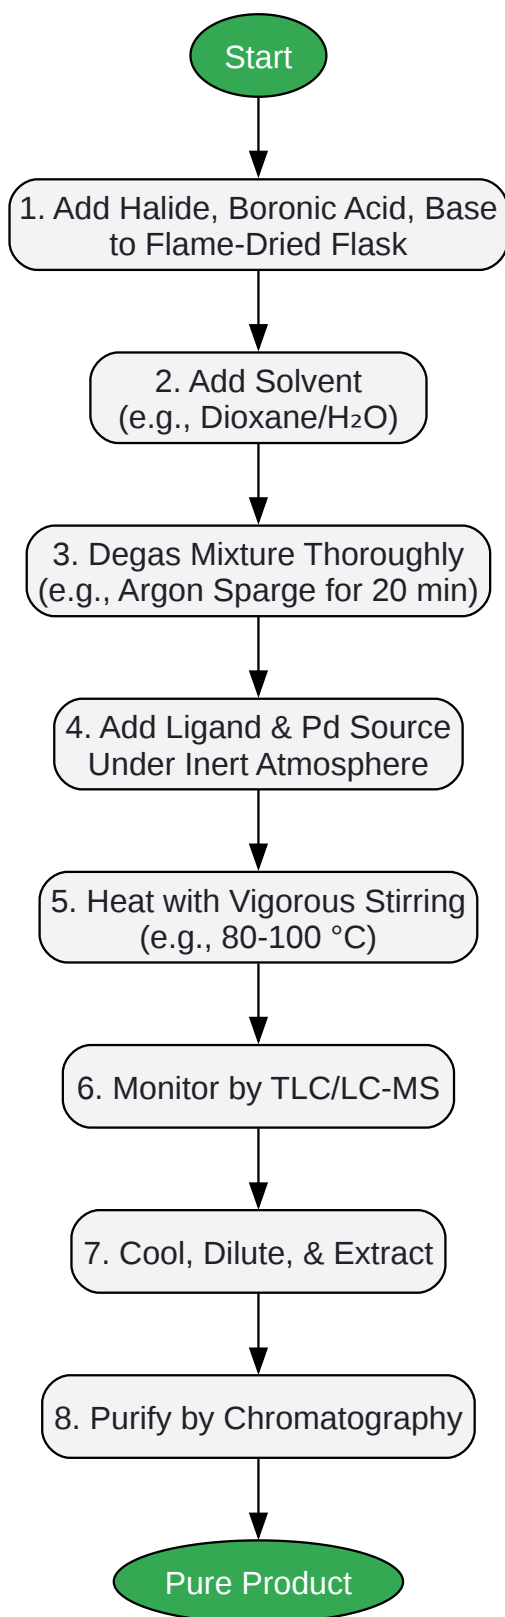 Start
1. Add Halide, Boronic Acid, Base
to Flame-Dried Flask
2. Add Solvent
(e.g., Dioxane/H₂O)
3. Degas Mixture Thoroughly
(e.g., Argon Sparge for 20 min)
4. Add Ligand & Pd Source
Under Inert Atmosphere
5. Heat with Vigorous Stirring
(e.g., 80-100 °C)
6. Monitor by TLC/LC-MS
7. Cool, Dilute, & Extract
8. Purify by Chromatography
Pure Product